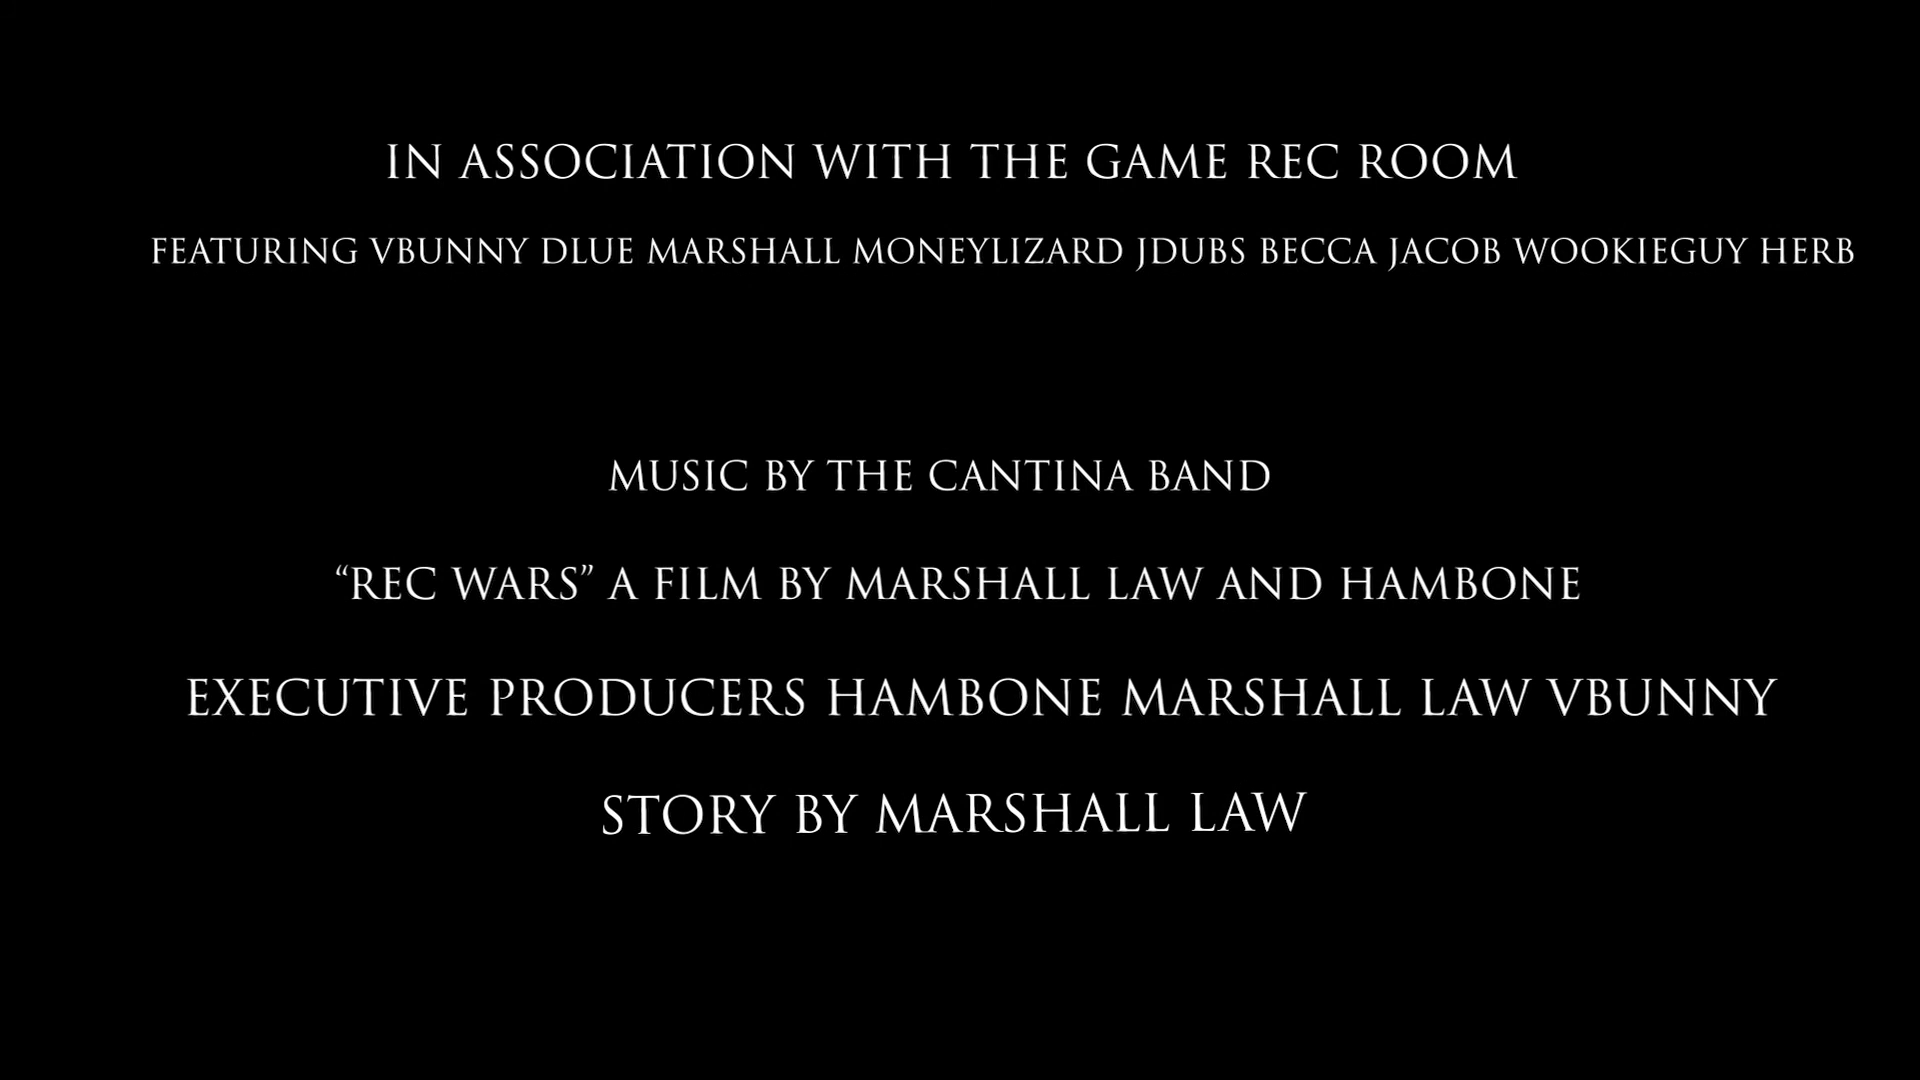 IN ASSOCIATION WITH THE GAME REC ROOM
FEATURING VBUNNY DLUE MARSHALL MONEYLIZARD JDUBS BECCA JACOB WOOKIEGUY HERB
MUSIC BY THE CANTINA BAND
“REC WARS” A FILM BY MARSHALL LAW AND HAMBONE
EXECUTIVE PRODUCERS HAMBONE MARSHALL LAW VBUNNY
STORY BY MARSHALL LAW